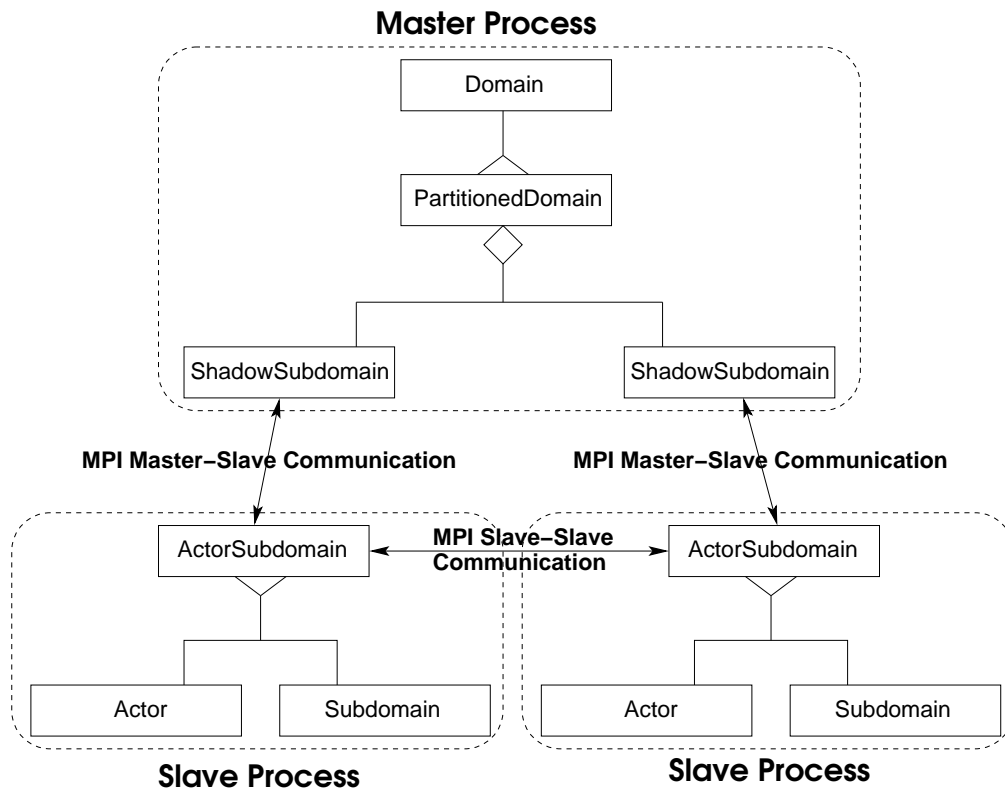 Master Process
Domain
PartitionedDomain
ShadowSubdomain
ShadowSubdomain
MPI Master−Slave Communication
MPI Master−Slave Communication
ActorSubdomain
MPI Slave−Slave
Communication
ActorSubdomain
Actor
Subdomain
Actor
Subdomain
Slave Process
Slave Process